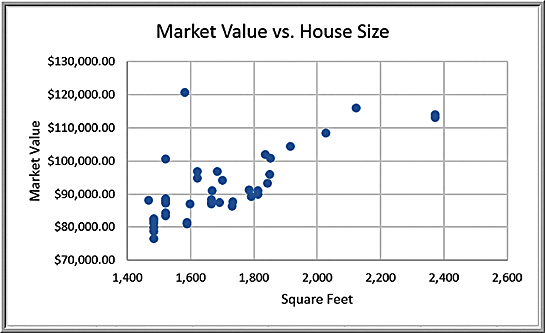 Market Value vs. House Size
Market Value
$130,000.00
$120,000.00
$110,000.00
$100,000.00
$90,000.00
$80,000.00
$70,000.00
1,400 1,600 1,800 2,000 2,200 2,400 2,600
Square Feet